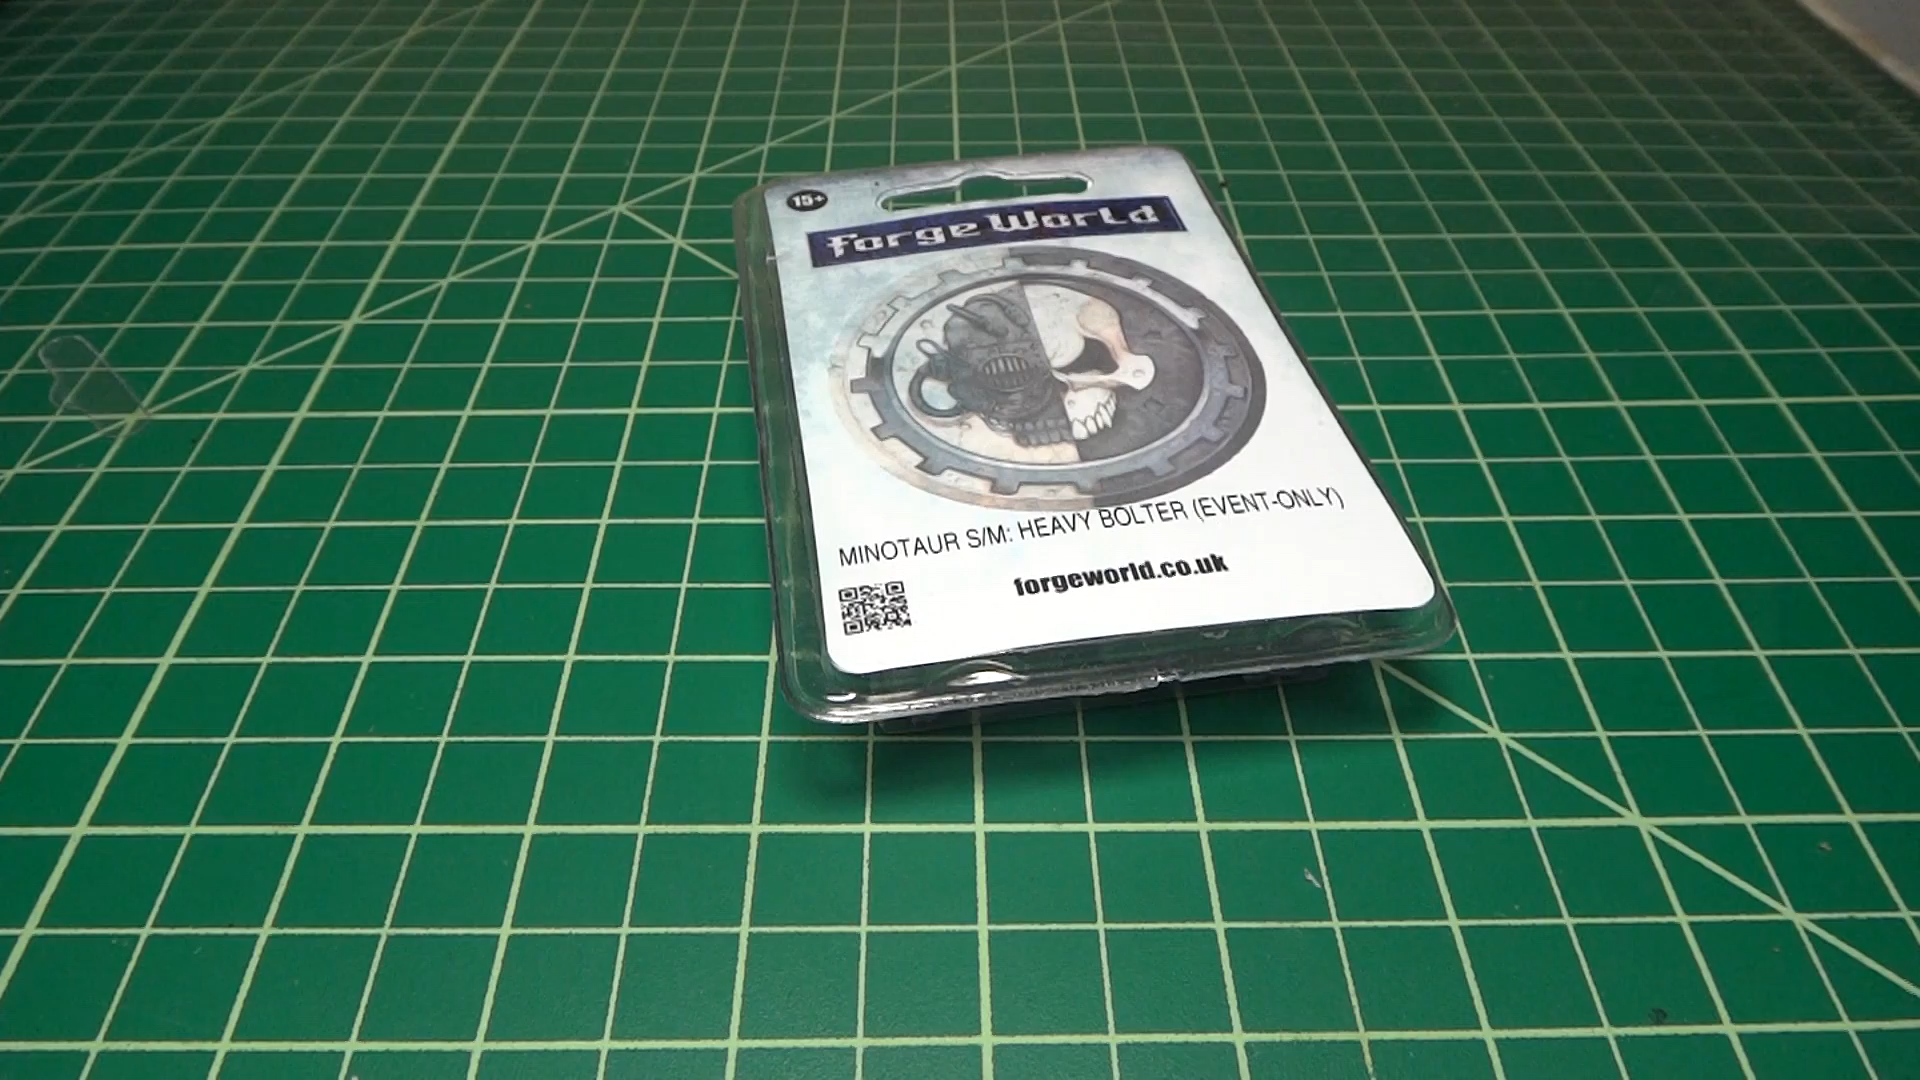 15+
Forge World
MINOTAUR S/M: HEAVY BOLTER (EVENT-ONLY)
forgeworld.co.uk